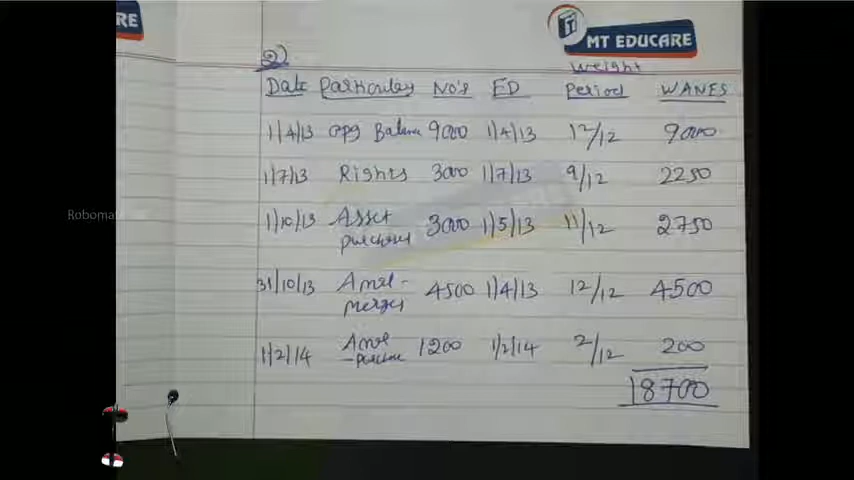 RE
MT EDUCARE
2)
Weight
Date Particulars No's ED Period WANES
1/4/13 opg Balance 9000 1/4/13 12/12 9000
1/7/13 Rights 3000 1/7/13 9/12 2250
1/10/13 Asset purchases 3000 1/5/13 11/12 2750
31/10/13 Amal- merger 4500 1/4/13 12/12 4500
1/2/14 Amal -purchase 1200 1/2/14 2/12 200
18700
Roboma